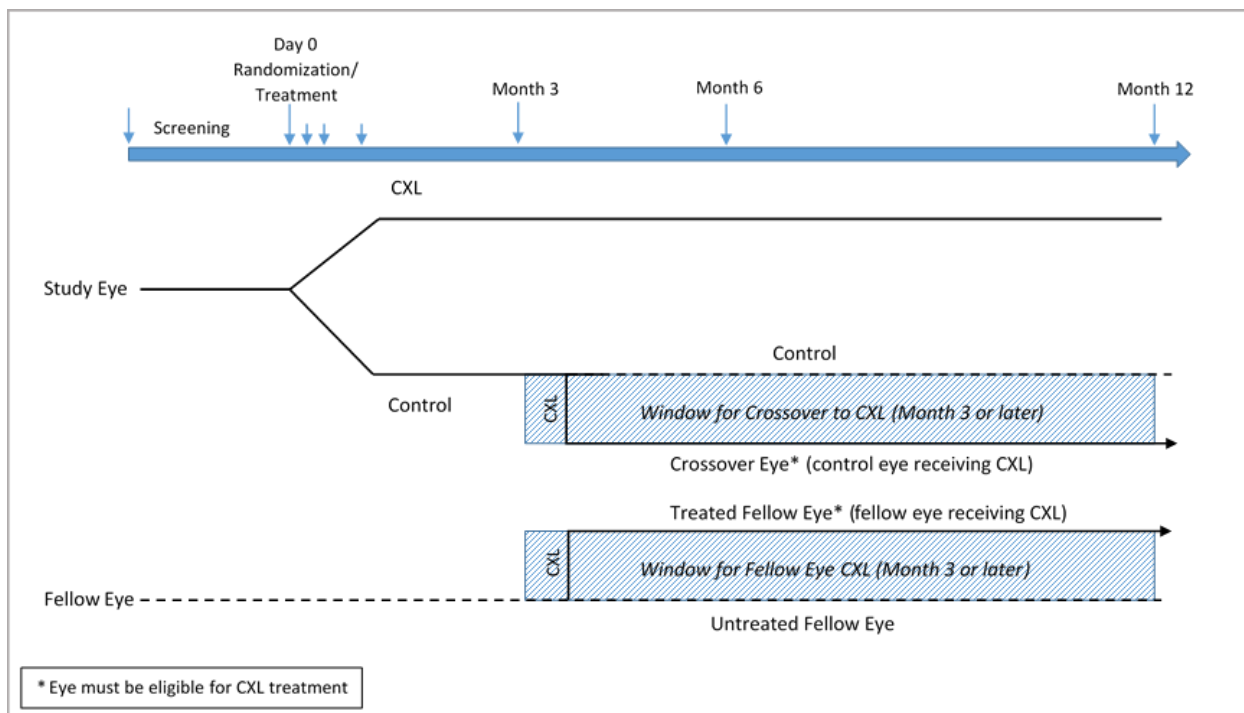 Day 0
Randomization/
Treatment
Month 3
Month 6
Month 12
Screening
CXL
Study Eye
Control
Control
CXL
Window for Crossover to CXL (Month 3 or later)
Crossover Eye* (control eye receiving CXL)
Treated Fellow Eye* (fellow eye receiving CXL)
CXL
Window for Fellow Eye CXL (Month 3 or later)
Fellow Eye
Untreated Fellow Eye
* Eye must be eligible for CXL treatment